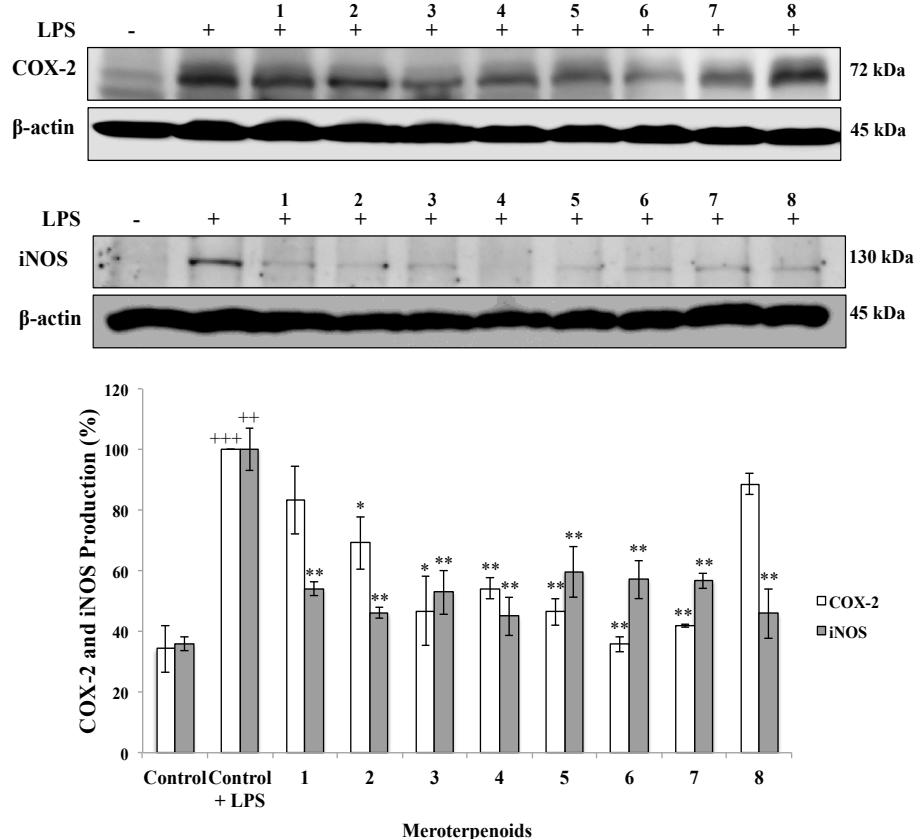 1 2 3 4 5 6 7 8
LPS - + + + + + + + + +
COX-2 72 kDa
β-actin 45 kDa
1 2 3 4 5 6 7 8
LPS - + + + + + + + + +
iNOS 130 kDa
β-actin 45 kDa
COX-2 and iNOS Production (%)
120
100
80
60
40
20
0
+++ ++
** * ** * ** ** ** ** ** ** ** ** ** **
COX-2
iNOS
Control Control 1 2 3 4 5 6 7 8
+ LPS
Meroterpenoids